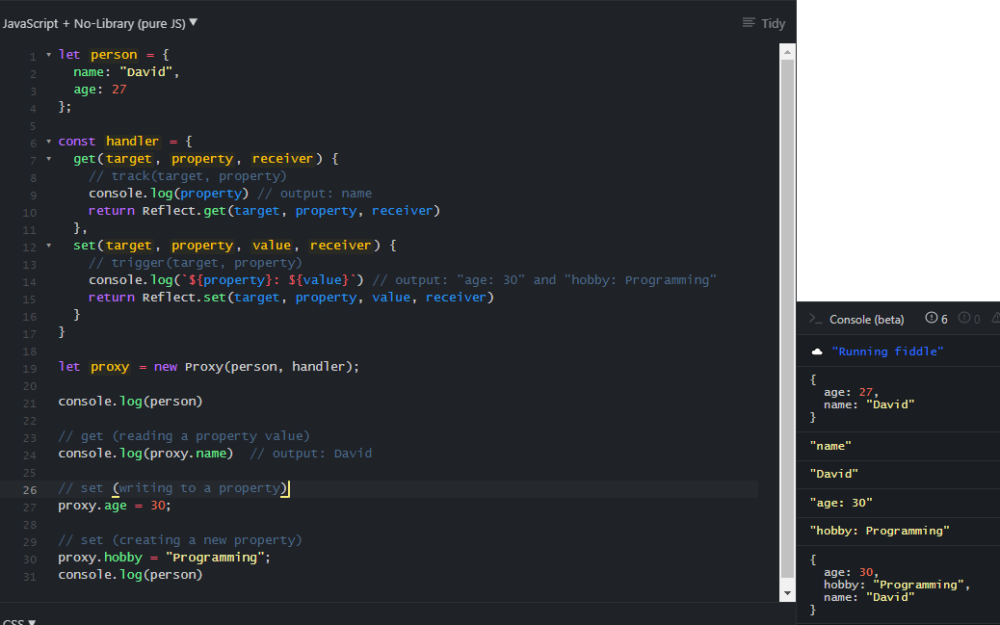 JavaScript + No-Library (pure JS) ▼
Tidy
1 let person = {
2   name: "David",
3   age: 27
4 };
5
6 const handler = {
7   get(target, property, receiver) {
8     // track(target, property)
9     console.log(property) // output: name
10     return Reflect.get(target, property, receiver)
11   },
12   set(target, property, value, receiver) {
13     // trigger(target, property)
14     console.log(`${property}: ${value}`) // output: "age: 30" and "hobby: Programming"
15     return Reflect.set(target, property, value, receiver)
16   }
17 }
18
19 let proxy = new Proxy(person, handler);
20
21 console.log(person)
22
23 // get (reading a property value)
24 console.log(proxy.name)  // output: David
25
26 // set (writing to a property)
27 proxy.age = 30;
28
29 // set (creating a new property)
30 proxy.hobby = "Programming";
31 console.log(person)
CSS ▼
>_ Console (beta) 6 0
"Running fiddle"
{
  age: 27,
  name: "David"
}
"name"
"David"
"age: 30"
"hobby: Programming"
{
  age: 30,
  hobby: "Programming",
  name: "David"
}